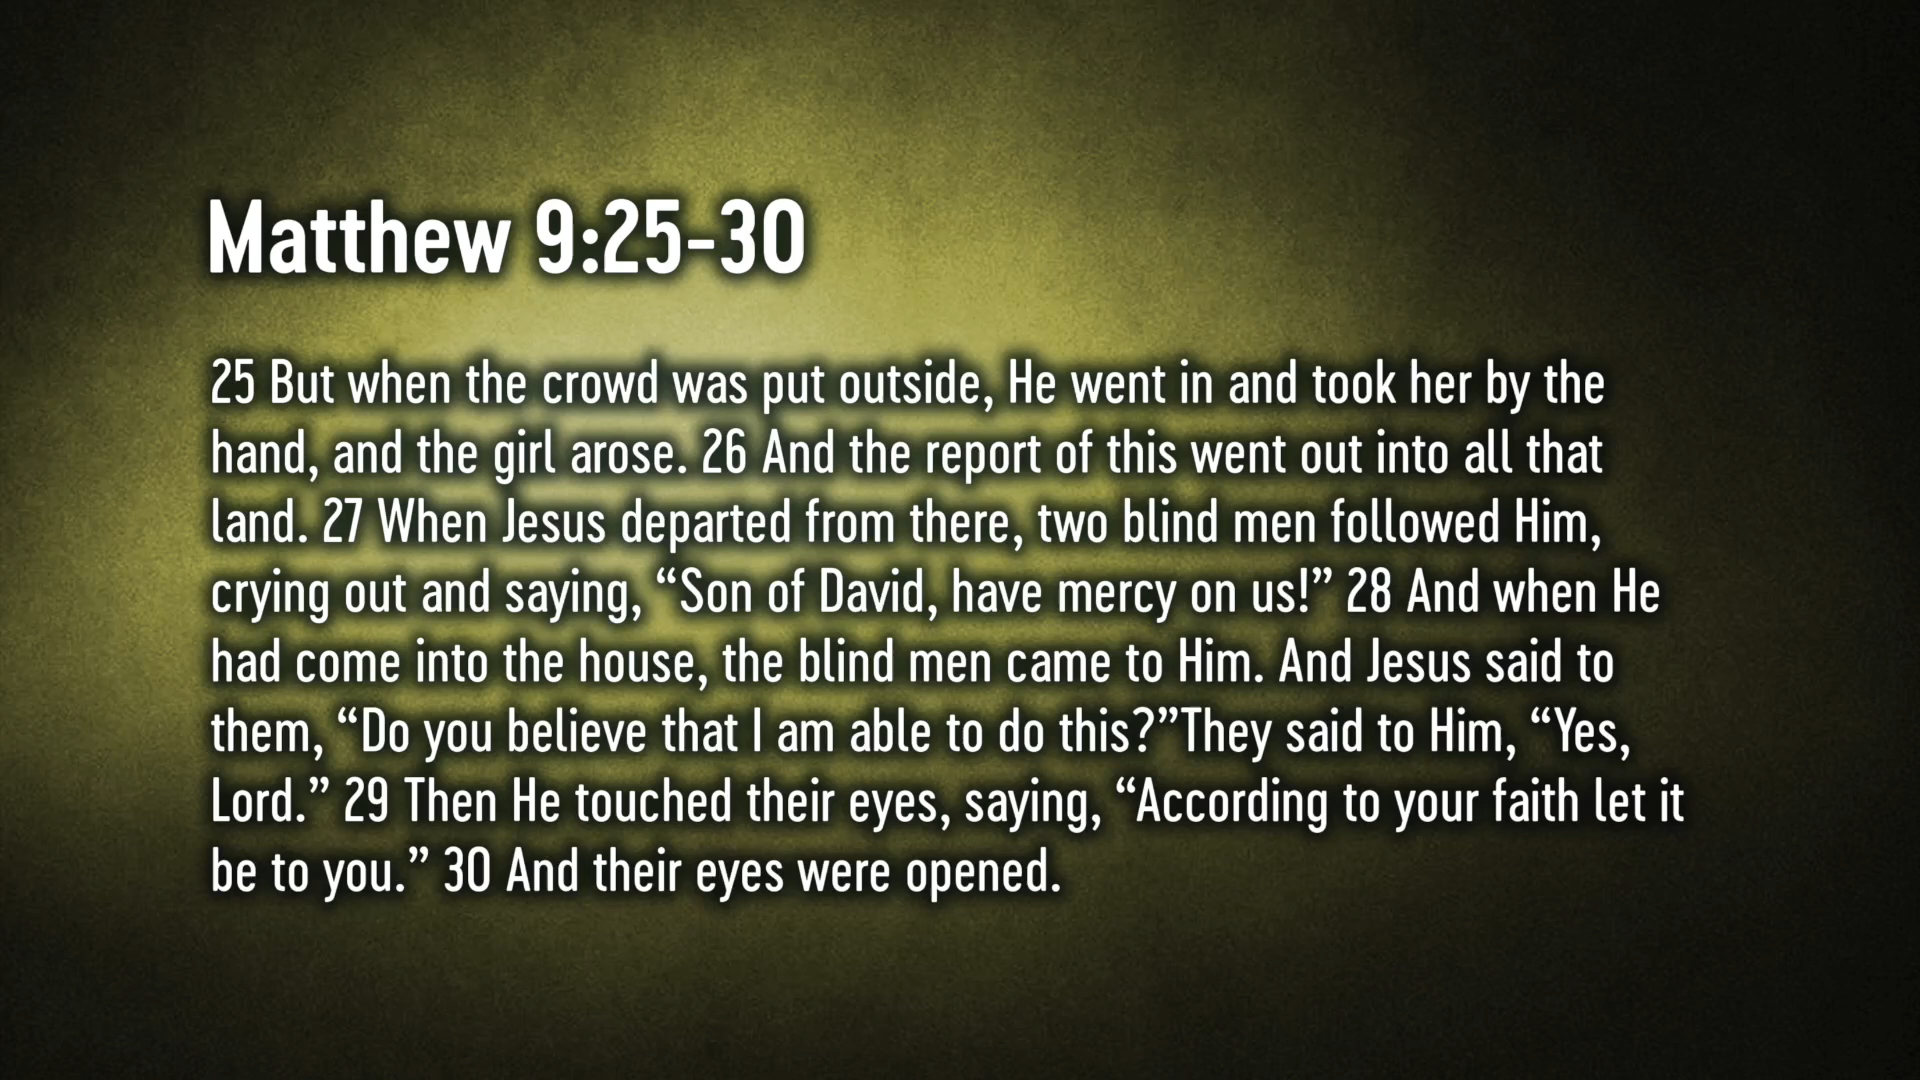 Matthew 9:25-30
25 But when the crowd was put outside, He went in and took her by the
hand, and the girl arose. 26 And the report of this went out into all that
land. 27 When Jesus departed from there, two blind men followed Him,
crying out and saying, “Son of David, have mercy on us!” 28 And when He
had come into the house, the blind men came to Him. And Jesus said to
them, “Do you believe that I am able to do this?”They said to Him, “Yes,
Lord.” 29 Then He touched their eyes, saying, “According to your faith let it
be to you.” 30 And their eyes were opened.